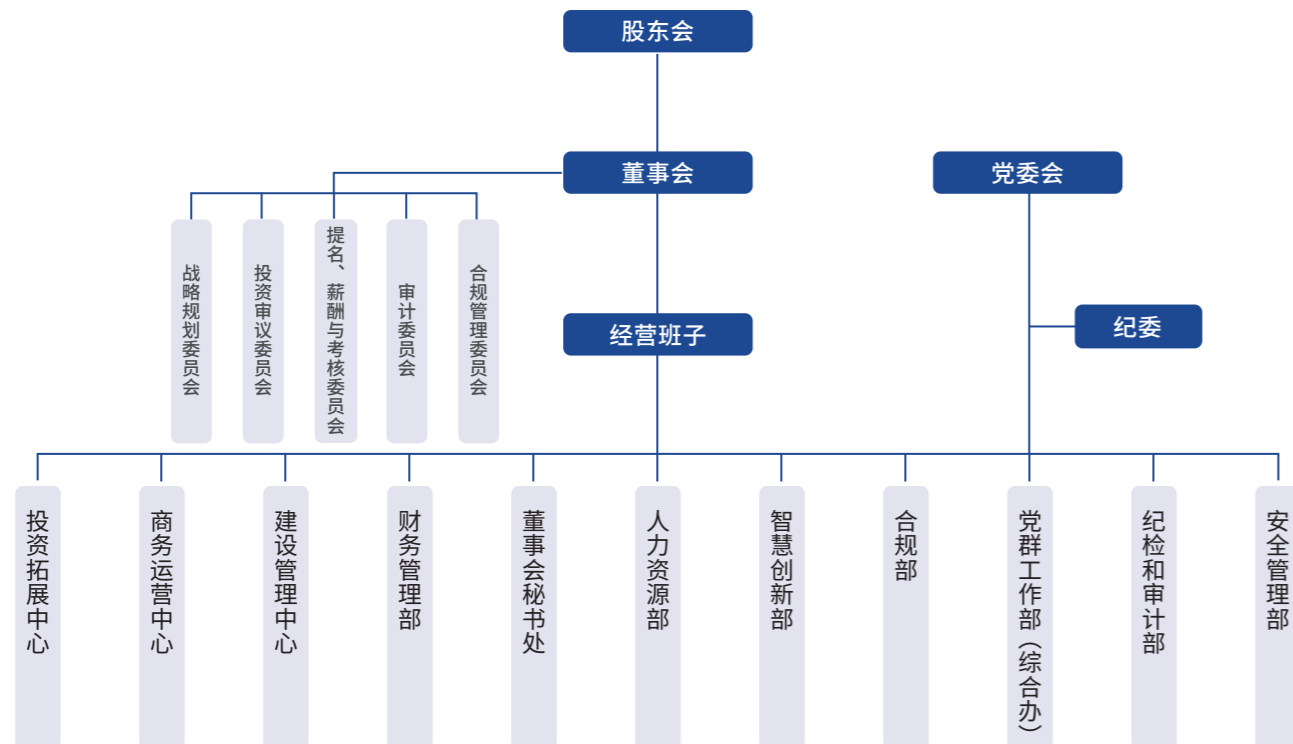 股东会
董事会
党委会
战略规划委员会
投资审议委员会
提名、薪酬与考核委员会
审计委员会
合规管理委员会
经营班子
纪委
投资拓展中心
商务运营中心
建设管理中心
财务管理部
董事会秘书处
人力资源部
智慧创新部
合规部
党群工作部（综合办）
纪检和审计部
安全管理部